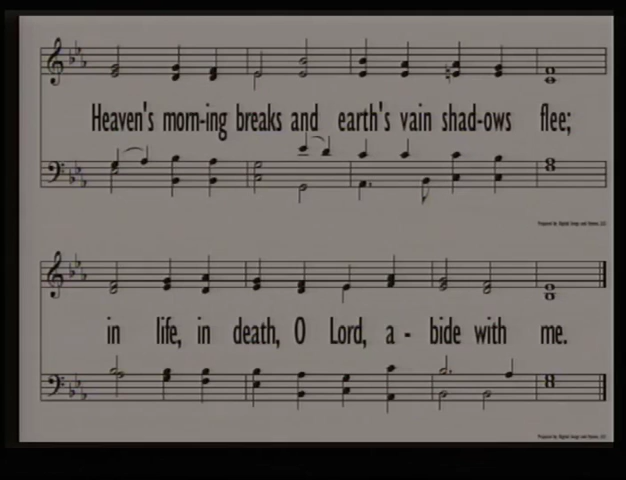 Heaven's morn-ing breaks and earth's vain shad-ows flee;
in life, in death, O Lord, a - bide with me.